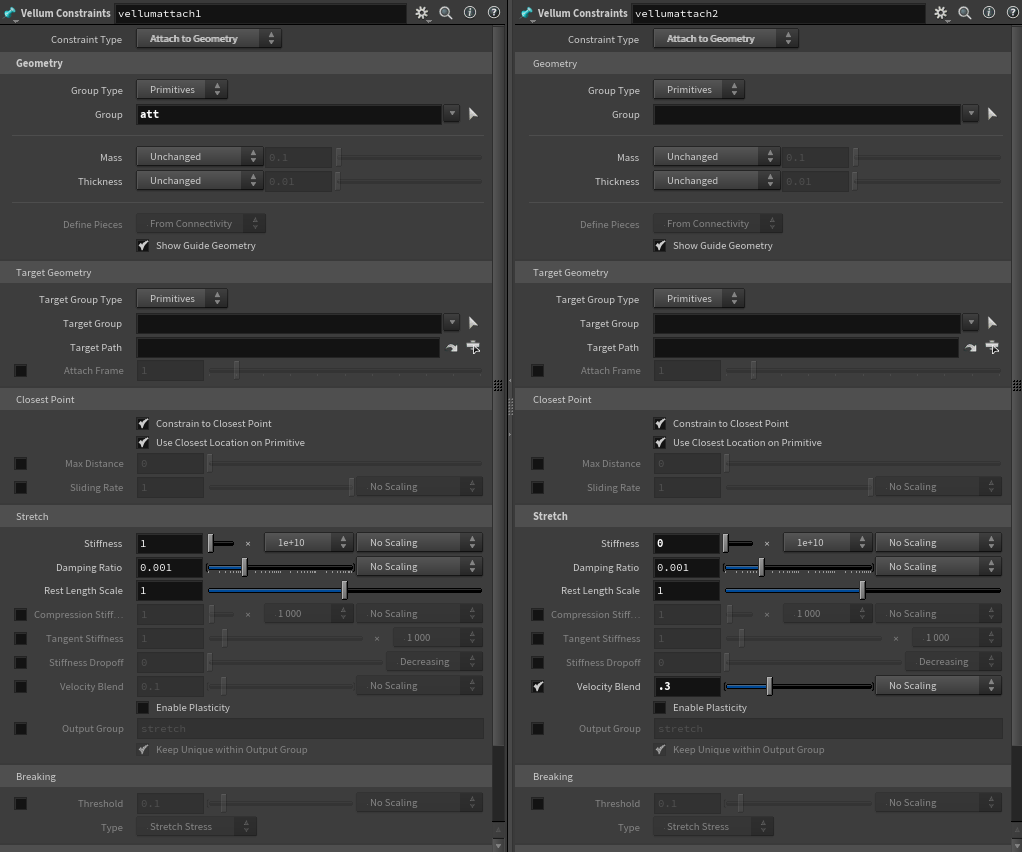 Vellum Constraints vellumattach1
Constraint Type Attach to Geometry
Geometry
Group Type Primitives
Group att
Mass Unchanged 0.1
Thickness Unchanged 0.01
Define Pieces From Connectivity
Show Guide Geometry
Target Geometry
Target Group Type Primitives
Target Group
Target Path
Attach Frame 1
Closest Point
Constrain to Closest Point
Use Closest Location on Primitive
Max Distance 0
Sliding Rate 1 No Scaling
Stretch
Stiffness 1 × 1e+10 No Scaling
Damping Ratio 0.001 No Scaling
Rest Length Scale 1
Compression Stiff... 1 × 1 000 No Scaling
Tangent Stiffness 1 × 1 000
Stiffness Dropoff 0 Decreasing
Velocity Blend 0.1 No Scaling
Enable Plasticity
Output Group stretch
Keep Unique within Output Group
Breaking
Threshold 0.1 No Scaling
Type Stretch Stress
Vellum Constraints vellumattach2
Constraint Type Attach to Geometry
Geometry
Group Type Primitives
Group
Mass Unchanged 0.1
Thickness Unchanged 0.01
Define Pieces From Connectivity
Show Guide Geometry
Target Geometry
Target Group Type Primitives
Target Group
Target Path
Attach Frame 1
Closest Point
Constrain to Closest Point
Use Closest Location on Primitive
Max Distance 0
Sliding Rate 1 No Scaling
Stretch
Stiffness 0 × 1e+10 No Scaling
Damping Ratio 0.001 No Scaling
Rest Length Scale 1
Compression Stiff... 1 × 1 000 No Scaling
Tangent Stiffness 1 × 1 000
Stiffness Dropoff 0 Decreasing
Velocity Blend .3 No Scaling
Enable Plasticity
Output Group stretch
Keep Unique within Output Group
Breaking
Threshold 0.1 No Scaling
Type Stretch Stress